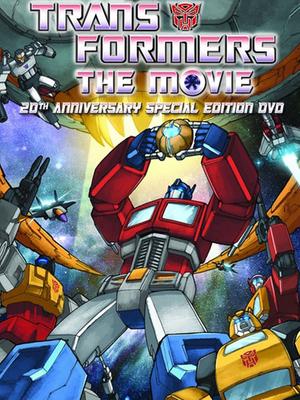 TRANS
FORMERS
THE MOVIE
20TH ANNIVERSARY SPECIAL EDITION DVD